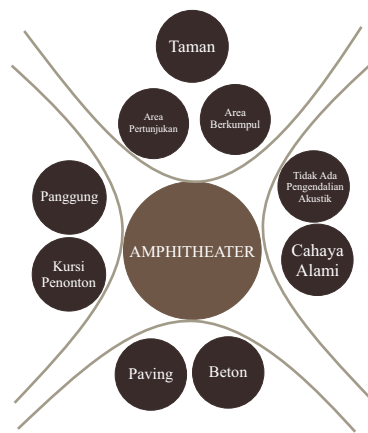 Taman
Area
Pertunjukan
Area
Berkumpul
Panggung
Kursi
Penonton
AMPHITHEATER
Tidak Ada
Pengendalian
Akustik
Cahaya
Alami
Paving
Beton